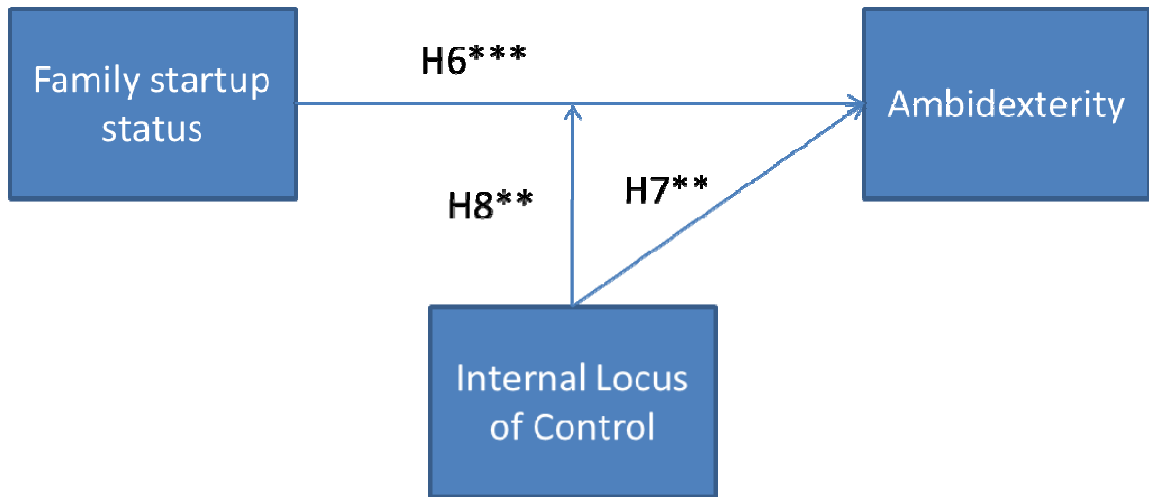 Family startup
status
H6***
Ambidexterity
H8**
H7**
Internal Locus
of Control